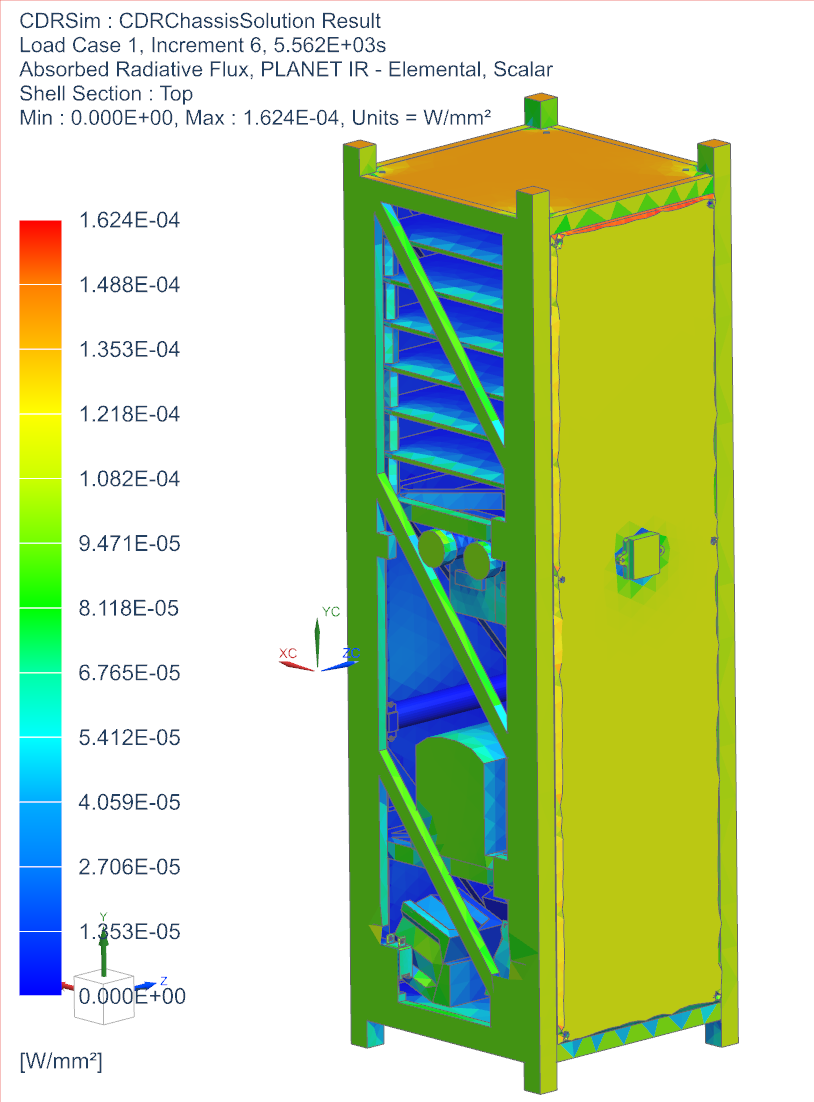 CDRSim : CDRChassisSolution Result
Load Case 1, Increment 6, 5.562E+03s
Absorbed Radiative Flux, PLANET IR - Elemental, Scalar
Shell Section : Top
Min : 0.000E+00, Max : 1.624E-04, Units = W/mm²
1.624E-04
1.488E-04
1.353E-04
1.218E-04
1.082E-04
9.471E-05
8.118E-05
YC
XC
ZC
6.765E-05
5.412E-05
4.059E-05
2.706E-05
1.353E-05
Y
Z
0.000E+00
[W/mm²]